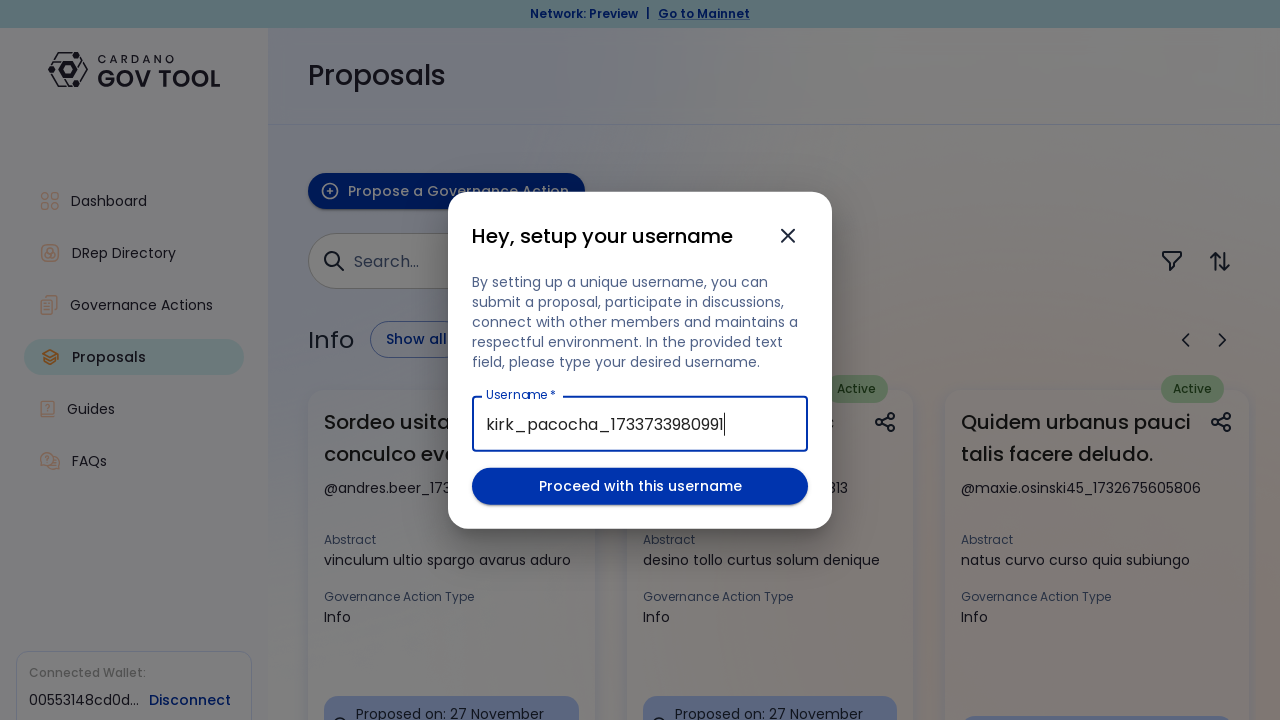 Network: Preview | Go to Mainnet
CARDANO
GOV TOOL
Dashboard
DRep Directory
Governance Actions
Proposals
Guides
FAQs
Connected Wallet:
00553148cd0d... Disconnect
Proposals
Propose a Governance Action
Search...
Info
Show all
Hey, setup your username
By setting up a unique username, you can
submit a proposal, participate in discussions,
connect with other members and maintains a
respectful environment. In the provided text
field, please type your desired username.
Username *
kirk_pacocha_1733733980991
Proceed with this username
Sordeo usita
conculco eve
@andres.beer_173
Abstract
vinculum ultio spargo avarus aduro
Governance Action Type
Info
Proposed on: 27 November
Active
313
Abstract
desino tollo curtus solum denique
Governance Action Type
Info
Proposed on: 27 November
Active
Quidem urbanus pauci
talis facere deludo.
@maxie.osinski45_1732675605806
Abstract
natus curvo curso quia subiungo
Governance Action Type
Info